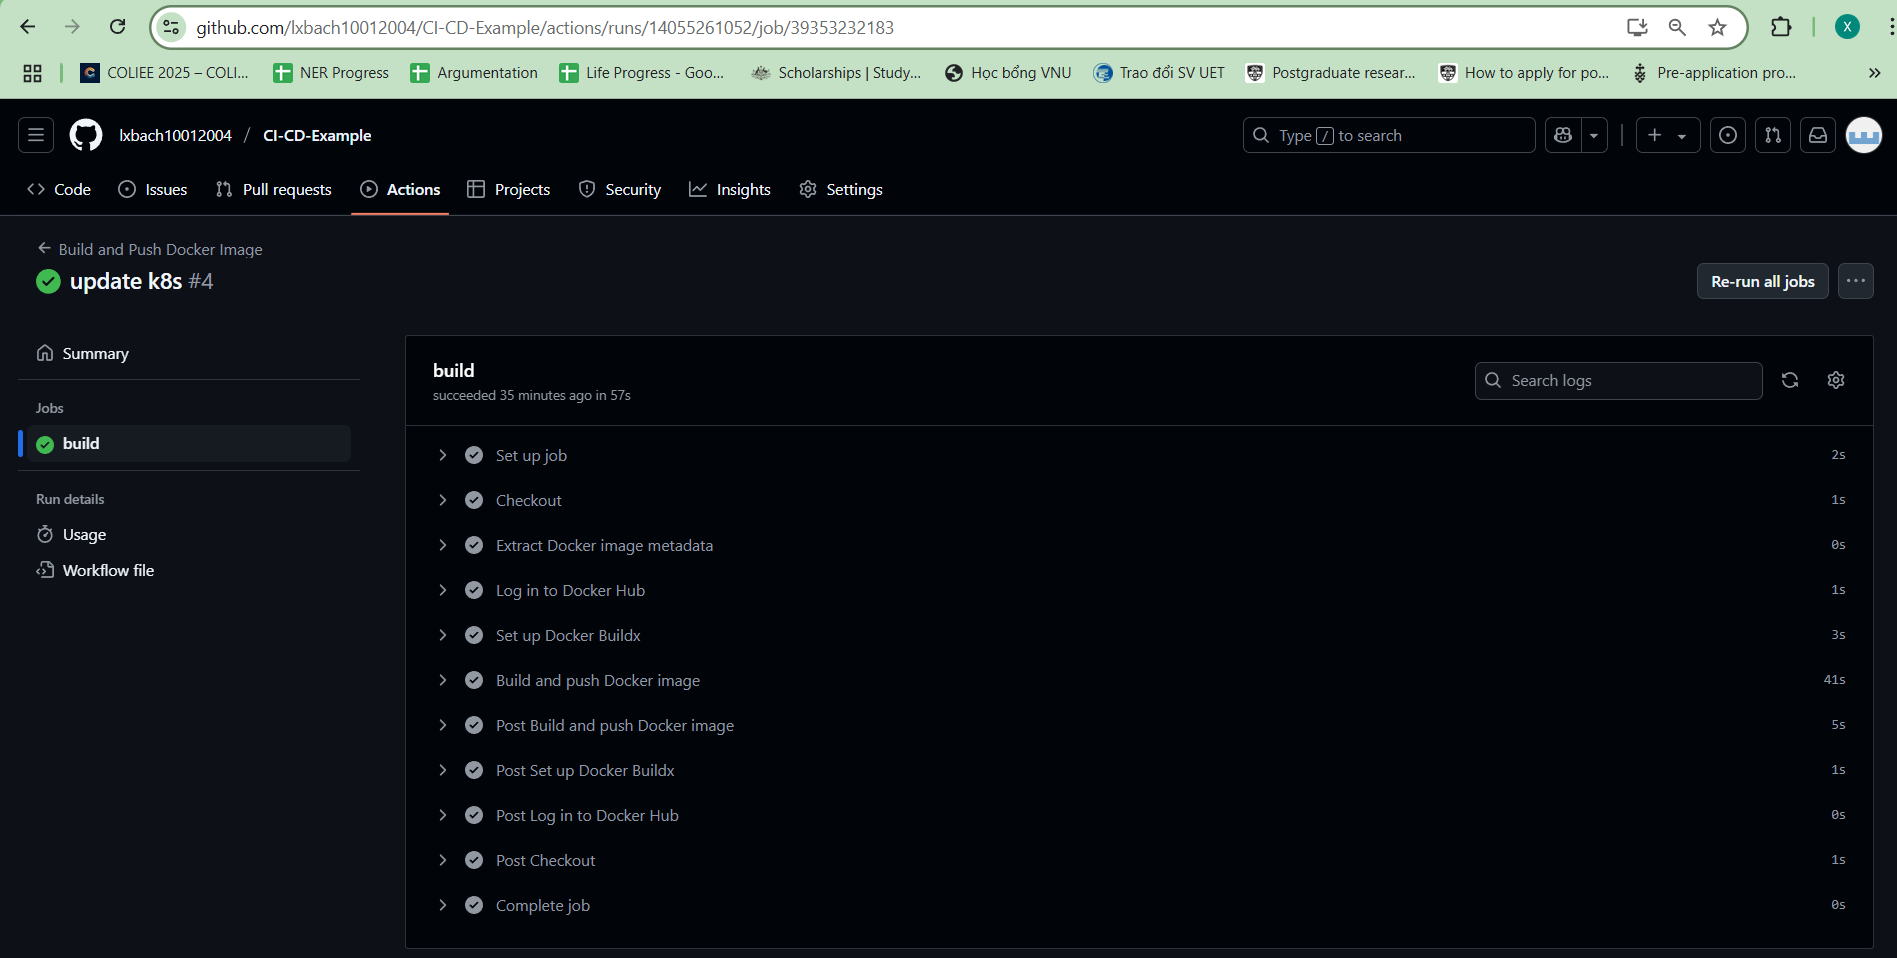 github.com/lxbach10012004/CI-CD-Example/actions/runs/14055261052/job/39353232183
X
COLIEE 2025 – COLI... NER Progress Argumentation Life Progress - Goo... Scholarships | Study... Học bổng VNU Trao đổi SV UET Postgraduate resear... How to apply for po... Pre-application pro... »
lxbach10012004 / CI-CD-Example
Type / to search
Code Issues Pull requests Actions Projects Security Insights Settings
Build and Push Docker Image
update k8s #4
Re-run all jobs
Summary
Jobs
build
Run details
Usage
Workflow file
build
succeeded 35 minutes ago in 57s
Search logs
Set up job 2s
Checkout 1s
Extract Docker image metadata 0s
Log in to Docker Hub 1s
Set up Docker Buildx 3s
Build and push Docker image 41s
Post Build and push Docker image 5s
Post Set up Docker Buildx 1s
Post Log in to Docker Hub 0s
Post Checkout 1s
Complete job 0s